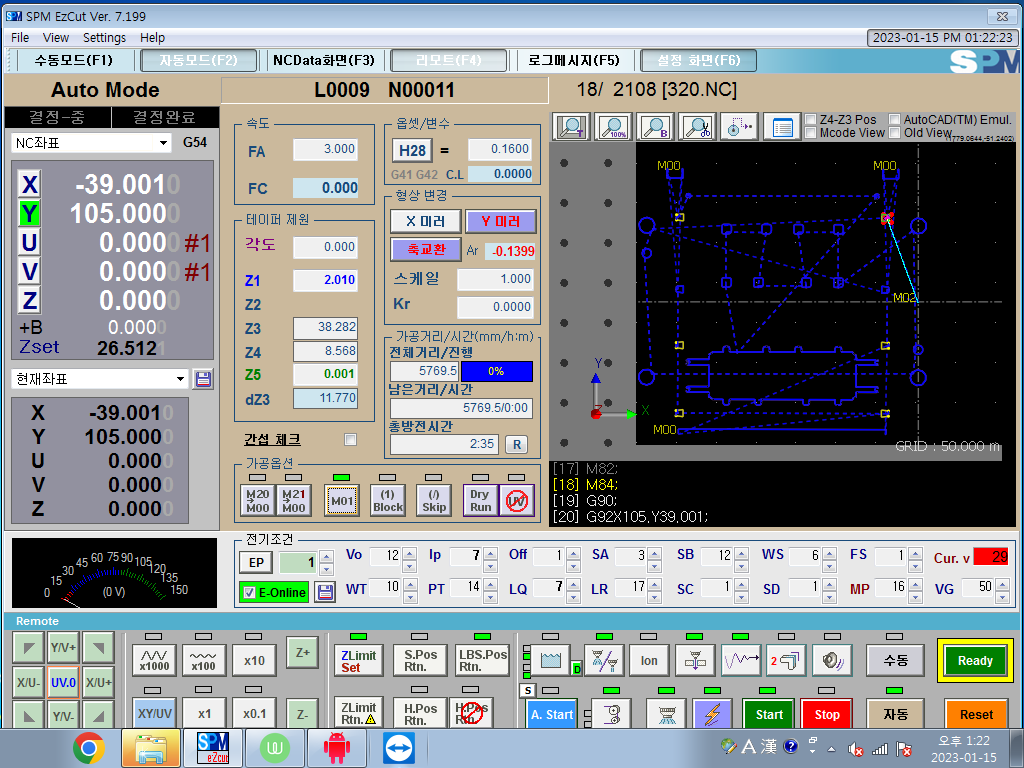 SPM EzCut Ver. 7.199
File View Settings Help
2023-01-15 PM 01:22:23
수동모드(F1) 자동모드(F2) NCData화면(F3) 리모트(F4) 로그메시지(F5) 설정 화면(F6) SPM
Auto Mode
L0009 N00011
18/ 2108 [320.NC]
결정-중 결정완료
NC좌표 G54
X -39.0010
Y 105.0000
U 0.0000 #1
V 0.0000 #1
Z 0.0000
+B 0.0000
Zset 26.5121
현재좌표
X -39.0010
Y 105.0000
U 0.0000
V 0.0000
Z 0.0000
속도
FA 3.000
FC 0.000
테이퍼 제원
각도 0.000
Z1 2.010
Z2
Z3 38.282
Z4 8.568
Z5 0.001
dZ3 11.770
간섭 체크
옵셋/변수
H28 = 0.1600
G41 G42 C.L 0.0000
형상 변경
X 미러 Y 미러
축교환 Ar -0.1399
스케일 1.000
Kr 0.0000
가공거리/시간(mm/h:m)
전체거리/진행
5769.5 0%
남은거리/시간
5769.5/0:00
총방전시간
2:35 R
가공옵션
M20 M00
M21 M00
M01
(1) Block
(/) Skip
Dry Run
UV
T 100% B
Z4-Z3 Pos AutoCAD(TM) Emul.
Mcode View Old View
M00 M00
M02
Y
X
M00
GRID : 50.000 m
[17] M82;
[18] M84;
[19] G90;
[20] G92X105.Y39.001;
0 15 30 45 60 75 90 105 120 135 150
(0 V)
전기조건
EP 1
E-Online
Vo 12 Ip 7 Off 1 SA 3 SB 12 WS 6 FS 1 Cur. v 29
WT 10 PT 14 LQ 7 LR 17 SC 1 SD 1 MP 16 VG 50
Remote
Y/V+
X/U- UV.0 X/U+
Y/V-
x1000 x100 x10 Z+
XY/UV x1 x0.1 Z-
ZLimit Set S.Pos Rtn. LBS.Pos Rtn.
ZLimit Rtn. H.Pos Rtn. H.Pos Rtn.
D Ion 2 수동 Ready
S A. Start Start Stop 자동 Reset
SPM eZcut
A 漢
오후 1:22
2023-01-15